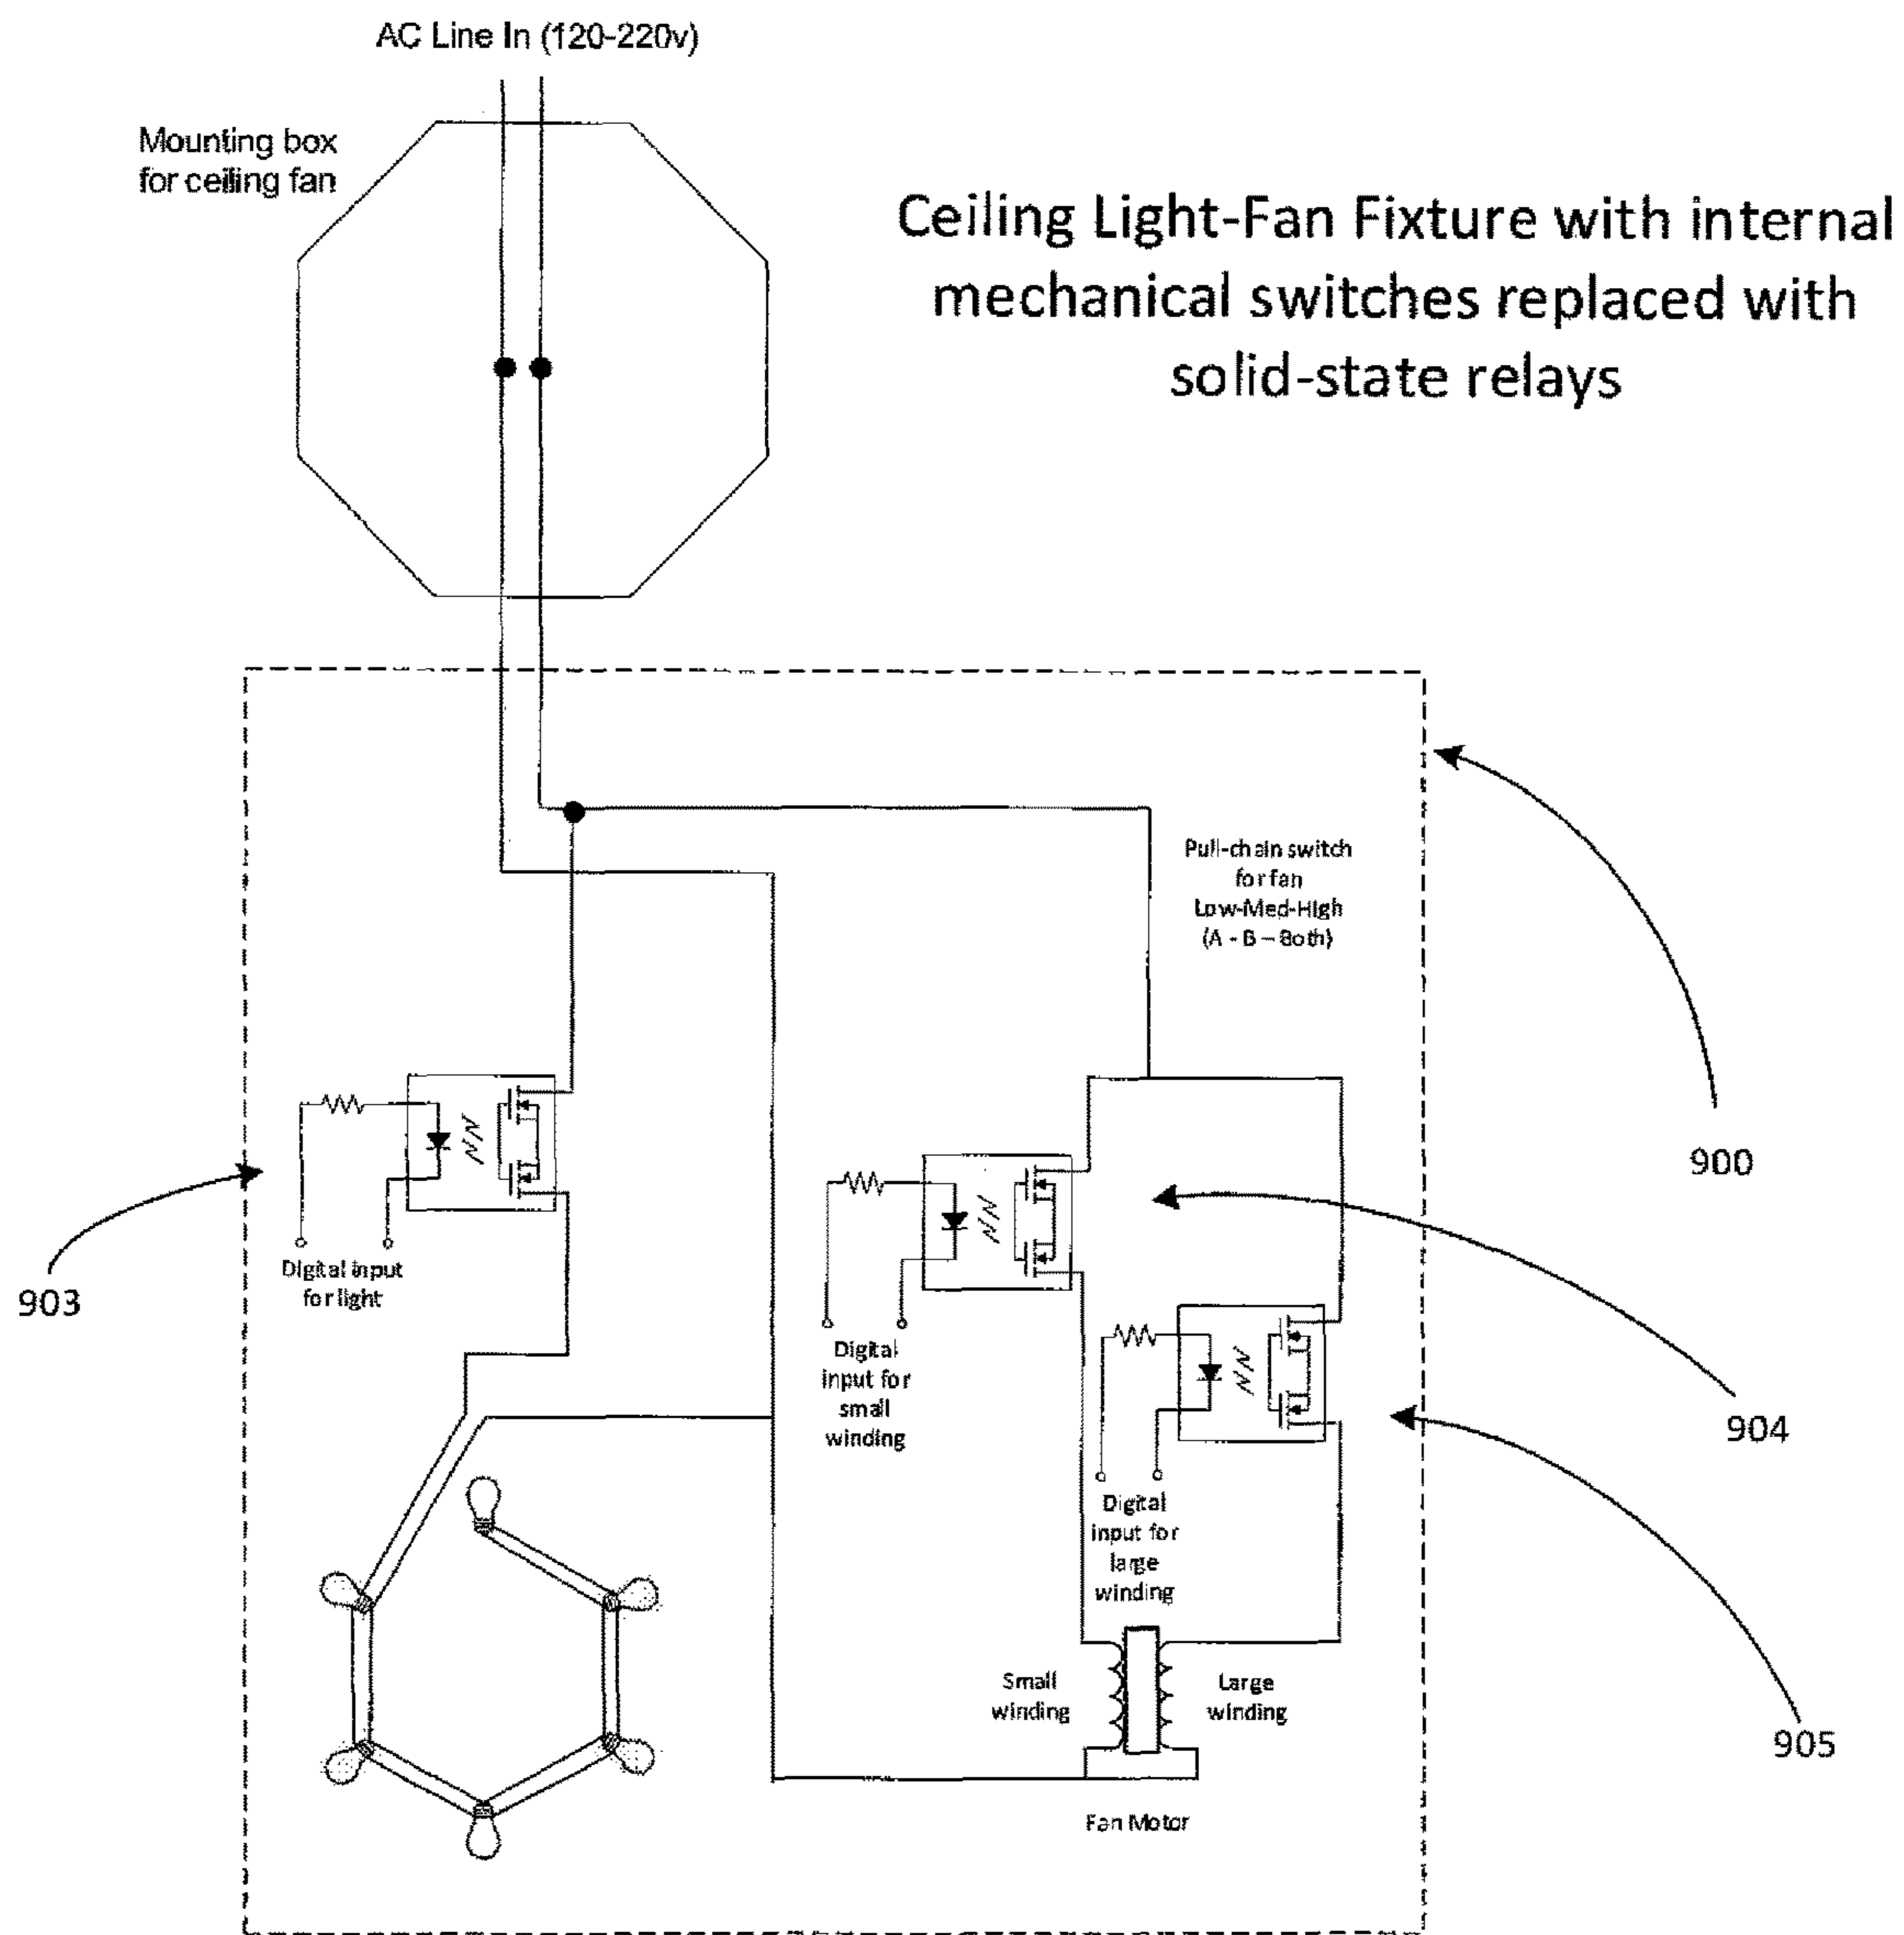 AC Line In (120-220v)
Mounting box
for ceiling fan
Ceiling Light-Fan Fixture with internal
mechanical switches replaced with
solid-state relays
Pull-chain switch
for fan
Low-Med-High
(A - B – Both)
900
903
Digital input
for light
Digital
input for
small
winding
904
Digital
input for
large
winding
905
Small
winding
Large
winding
Fan Motor